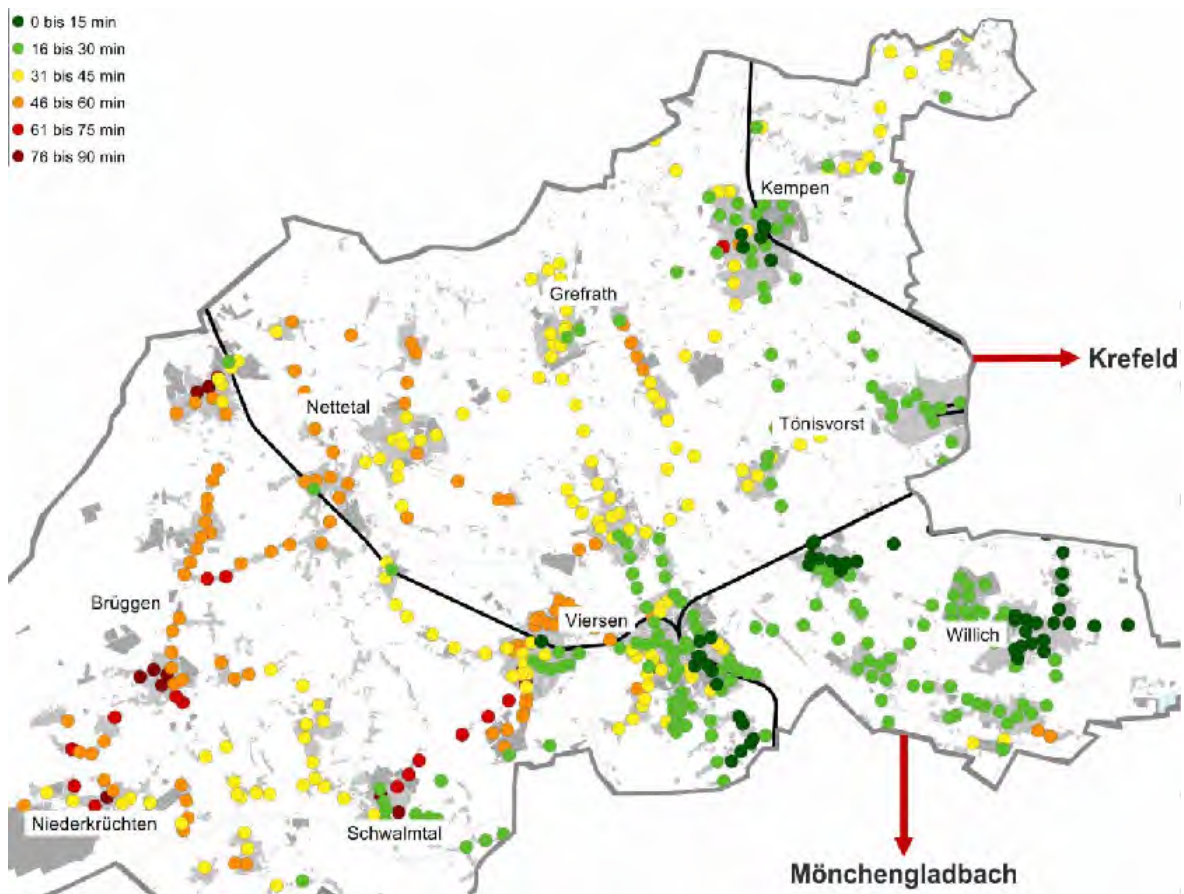 0 bis 15 min
16 bis 30 min
31 bis 45 min
46 bis 60 min
61 bis 75 min
76 bis 90 min
Kempen
Grefrath
Krefeld
Nettetal
Tönisvorst
Brüggen
Viersen
Willich
Niederkrüchten
Schwalmtal
Mönchengladbach